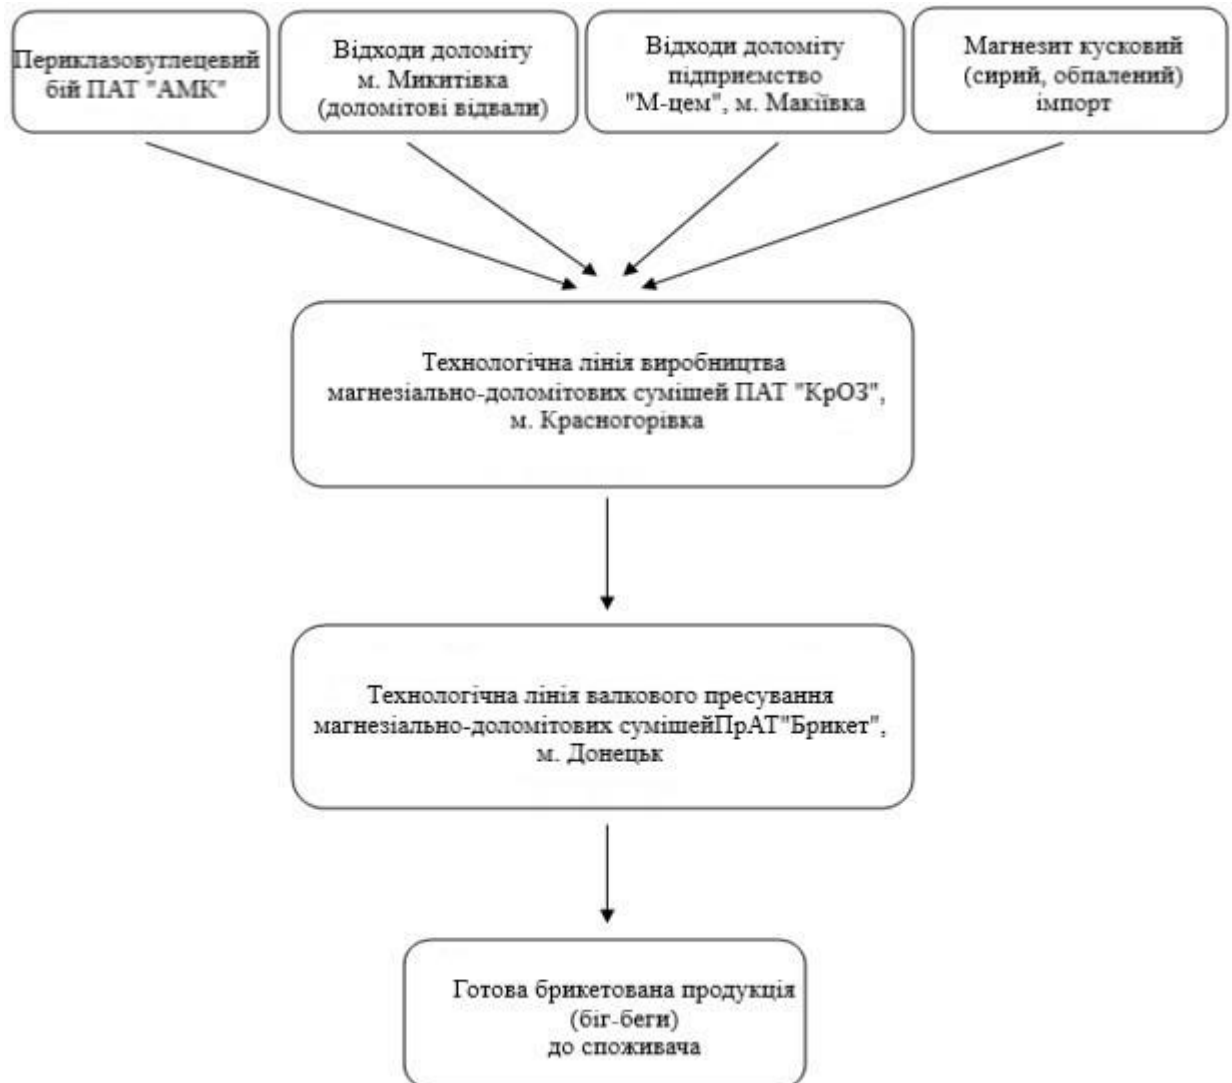 Периклазовуглецевий
бій ПАТ "АМК"
Відходи доломіту
м. Микитівка
(доломітові відвали)
Відходи доломіту
підприємство
"М-цем", м. Макіївка
Магнезит кусковий
(сирий, обпалений)
імпорт
Технологічна лінія виробництва
магнезіально-доломітових сумішей ПАТ "КрОЗ",
м. Красногорівка
Технологічна лінія валкового пресування
магнезіально-доломітових сумішейПрАТ"Брикет",
м. Донецьк
Готова брикетована продукція
(біг-беги)
до споживача